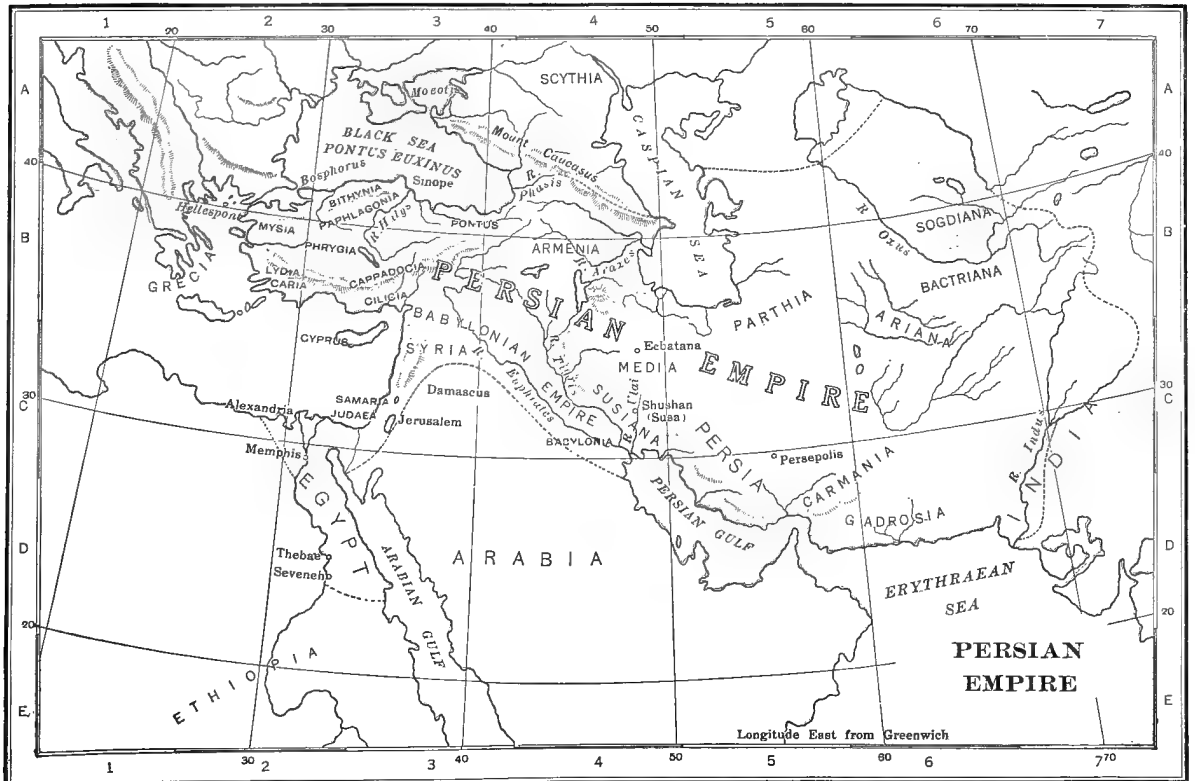 1 2 3 4 5 6 7
20 30 40 50 60 70
A
A
SCYTHIA
BLACK SEA
PONTUS EUXINUS
Mount Caucasus
CASPIAN SEA
40
40
Bosphorus
Sinope
R. Phasis
BITHYNIA
PAPHLAGONIA
Hellespont
R. Halys
MYSIA
PONTUS
SOGDIANA
R. Oxus
B
B
PHRYGIA
ARMENIA
R. Araxes
GRECIA
LYDIA
CAPPADOCIA
BACTRIANA
CARIA
CILICIA
PERSIAN EMPIRE
PARTHIA
ARIANA
BABYLONIAN EMPIRE
CYPRUS
SYRIA
R. Euphrates
R. Tigris
Ecbatana
MEDIA
30
30
C
C
Damascus
SUSIANA
SAMARIA
Alexandria
JUDAEA
Jerusalem
Shushan
(Susa)
R. Indus
INDIA
Memphis
PERSIA
Persepolis
EGYPT
PERSIAN GULF
CARMANIA
GADROSIA
D
D
Thebae
ARABIAN GULF
ARABIA
Seveneh
ERYTHRAEAN
SEA
20
20
ETHIOPIA
PERSIAN
EMPIRE
E
E
Longitude East from Greenwich
30 40 50 70
1 2 3 4 5 6 7